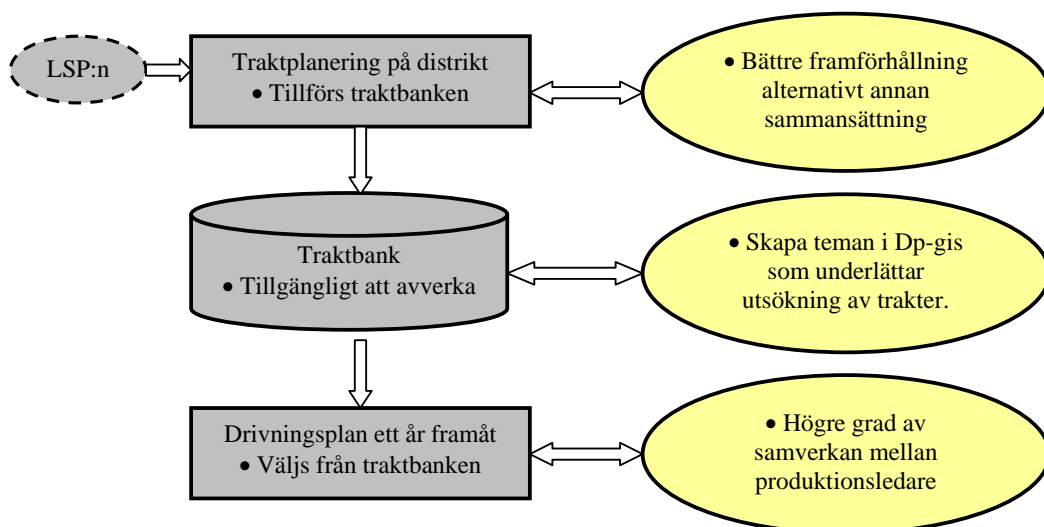 LSP:n
Traktplanering på distrikt
• Tillförs traktbanken
• Bättre framförhållning
alternativt annan
sammansättning
Traktbank
• Tillgängligt att avverka
• Skapa teman i Dp-gis
som underlättar
utsökning av trakter.
Drivningsplan ett år framåt
• Väljs från traktbanken
• Högre grad av
samverkan mellan
produktionsledare